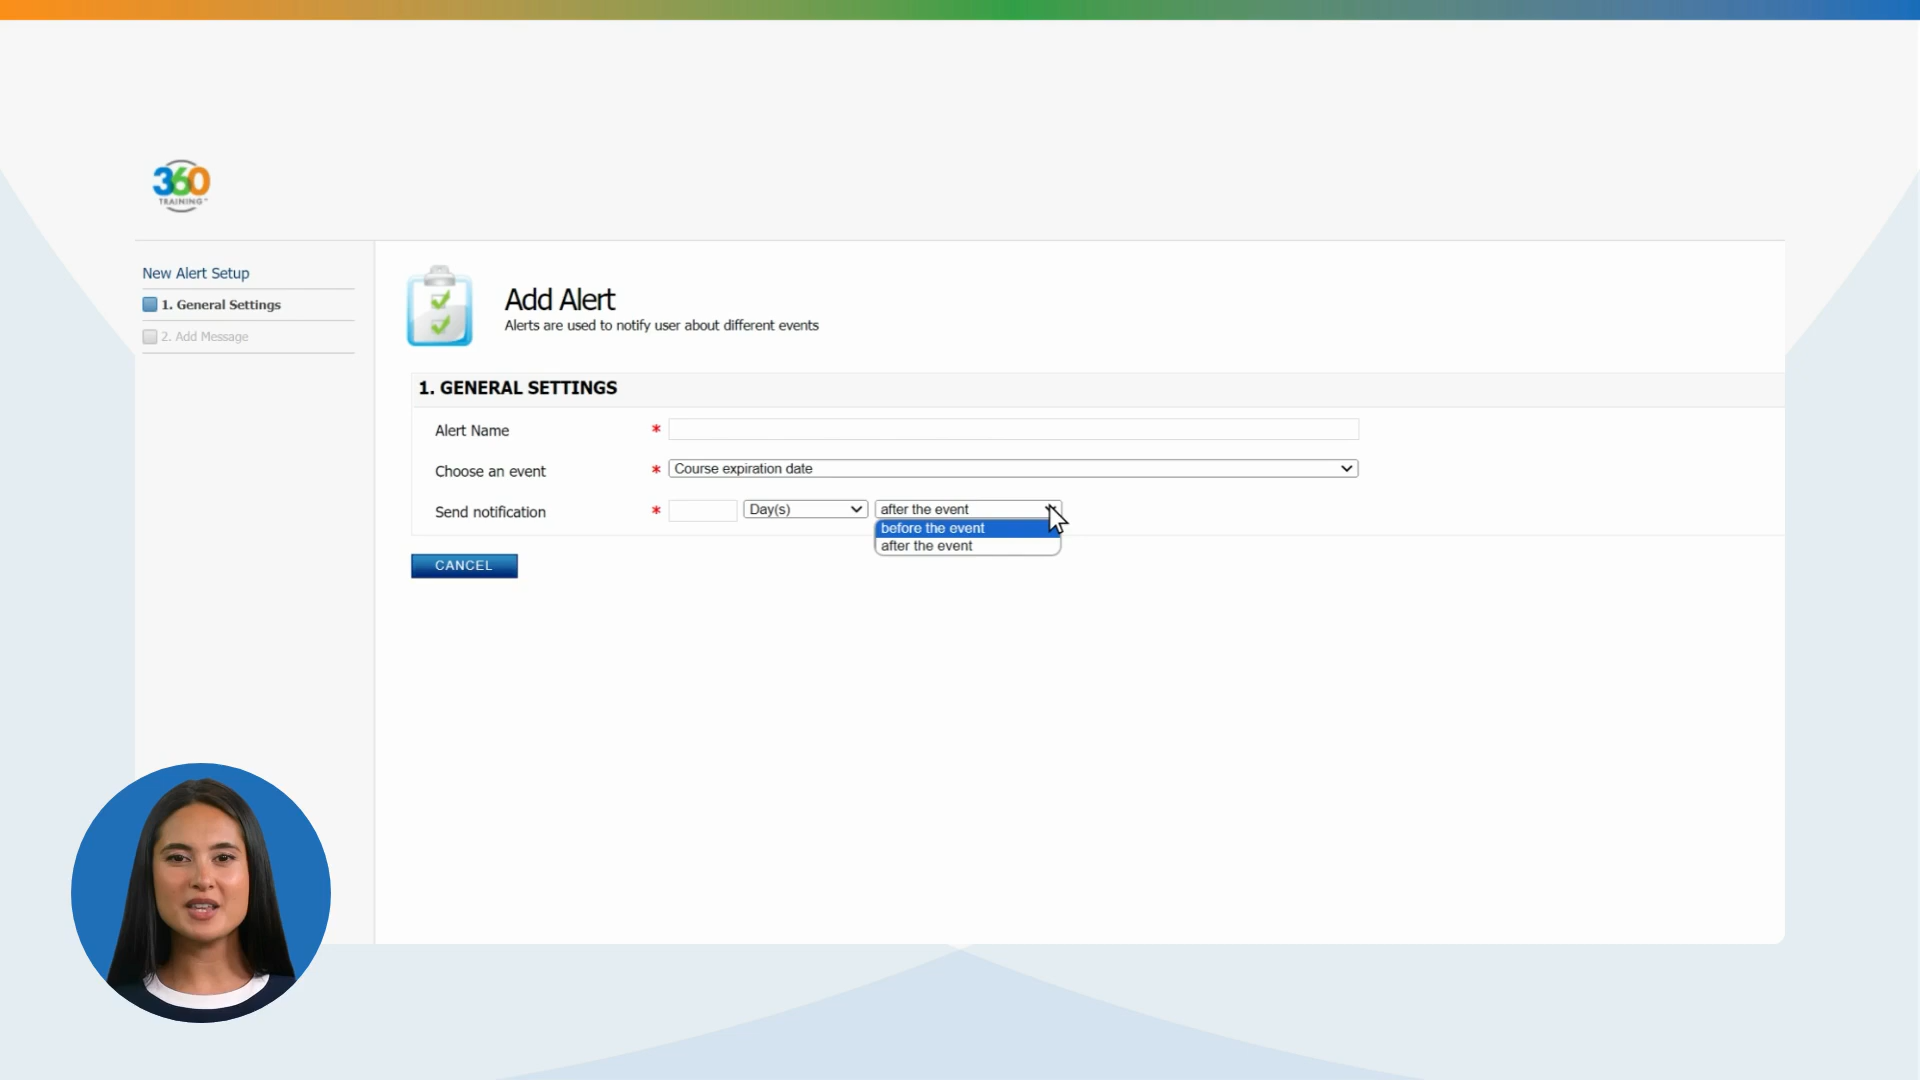 360
TRAINING
New Alert Setup
1. General Settings
2. Add Message
Add Alert
Alerts are used to notify user about different events
1. GENERAL SETTINGS
Alert Name *
Choose an event * Course expiration date
Send notification * Day(s) after the event
before the event
after the event
CANCEL